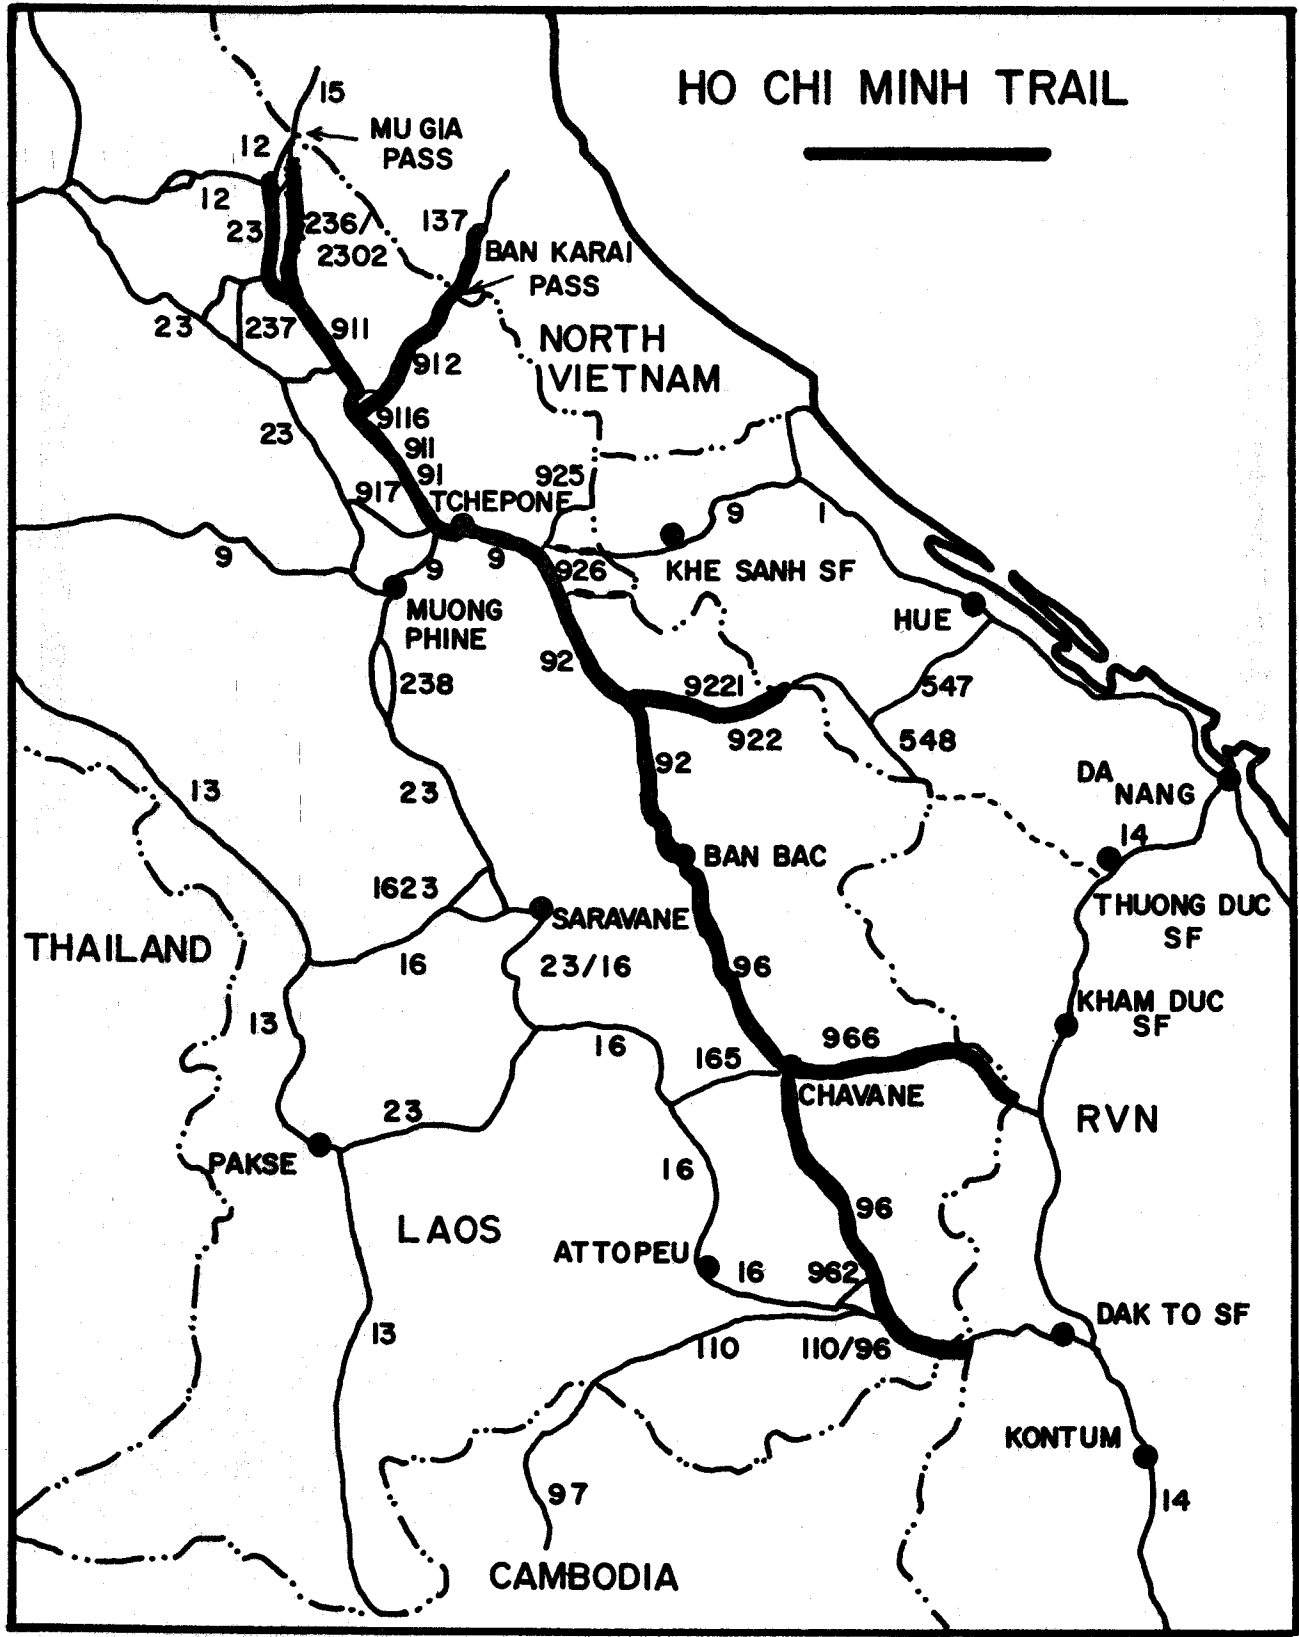 HO CHI MINH TRAIL
15
MU GIA
PASS
12
12
23
236/
2302
137
BAN KARAI
PASS
23
237
911
912
NORTH
VIETNAM
9116
911
91
23
917
TCHEPONE
925
9
1
9
9
9
926
KHE SANH SF
HUE
MUONG
PHINE
92
238
9221
922
547
548
92
DA
NANG
13
23
14
BAN BAC
1623
THUONG DUC
SF
SARAVANE
THAILAND
16
23/16
96
13
KHAM DUC
SF
16
165
966
CHAVANE
23
RVN
PAKSE
16
96
LAOS
ATTOPEU
16
962
DAK TO SF
13
110
110/96
KONTUM
97
14
CAMBODIA